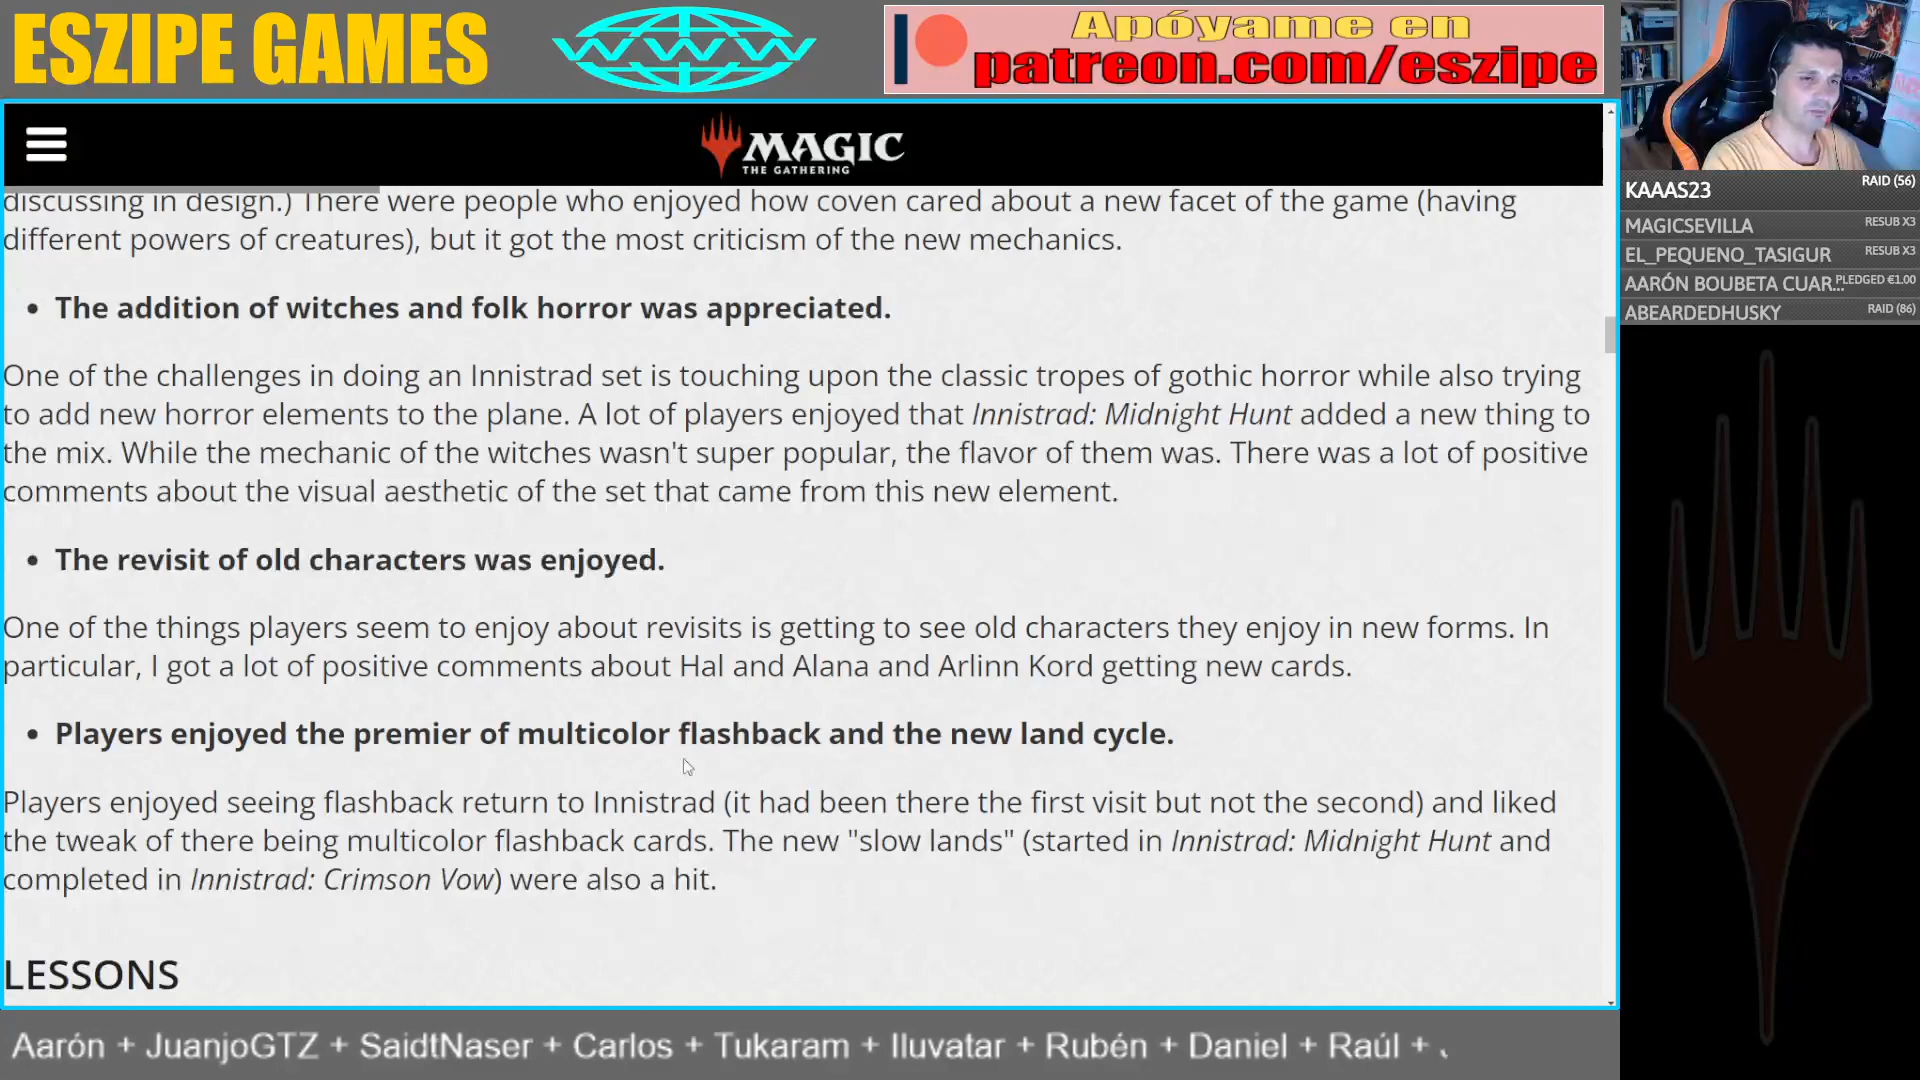 ESZIPE GAMES
WWW
Apóyame en
patreon.com/eszipe
MAGIC
THE GATHERING
KAAAS23 RAID (56)
MAGICSEVILLA RESUB X3
EL_PEQUENO_TASIGUR RESUB X3
AARÓN BOUBETA CUAR... PLEDGED €1.00
ABEARDEDHUSKY RAID (86)
discussing in design.) There were people who enjoyed how coven cared about a new facet of the game (having
different powers of creatures), but it got the most criticism of the new mechanics.
• The addition of witches and folk horror was appreciated.
One of the challenges in doing an Innistrad set is touching upon the classic tropes of gothic horror while also trying
to add new horror elements to the plane. A lot of players enjoyed that Innistrad: Midnight Hunt added a new thing to
the mix. While the mechanic of the witches wasn't super popular, the flavor of them was. There was a lot of positive
comments about the visual aesthetic of the set that came from this new element.
• The revisit of old characters was enjoyed.
One of the things players seem to enjoy about revisits is getting to see old characters they enjoy in new forms. In
particular, I got a lot of positive comments about Hal and Alana and Arlinn Kord getting new cards.
• Players enjoyed the premier of multicolor flashback and the new land cycle.
Players enjoyed seeing flashback return to Innistrad (it had been there the first visit but not the second) and liked
the tweak of there being multicolor flashback cards. The new "slow lands" (started in Innistrad: Midnight Hunt and
completed in Innistrad: Crimson Vow) were also a hit.
LESSONS
Aarón + JuanjoGTZ + SaidtNaser + Carlos + Tukaram + Iluvatar + Rubén + Daniel + Raúl +